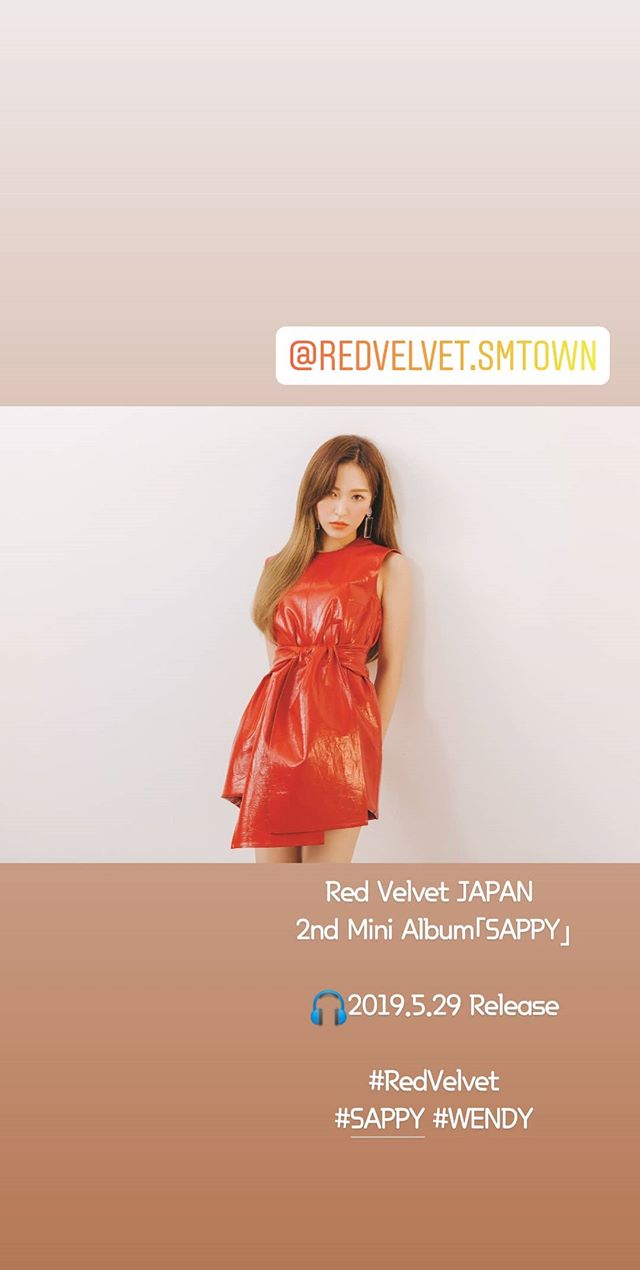 @REDVELVET.SMTOWN
Red Velvet JAPAN
2nd Mini Album「SAPPY」
🎧2019.5.29 Release
#RedVelvet
#SAPPY #WENDY